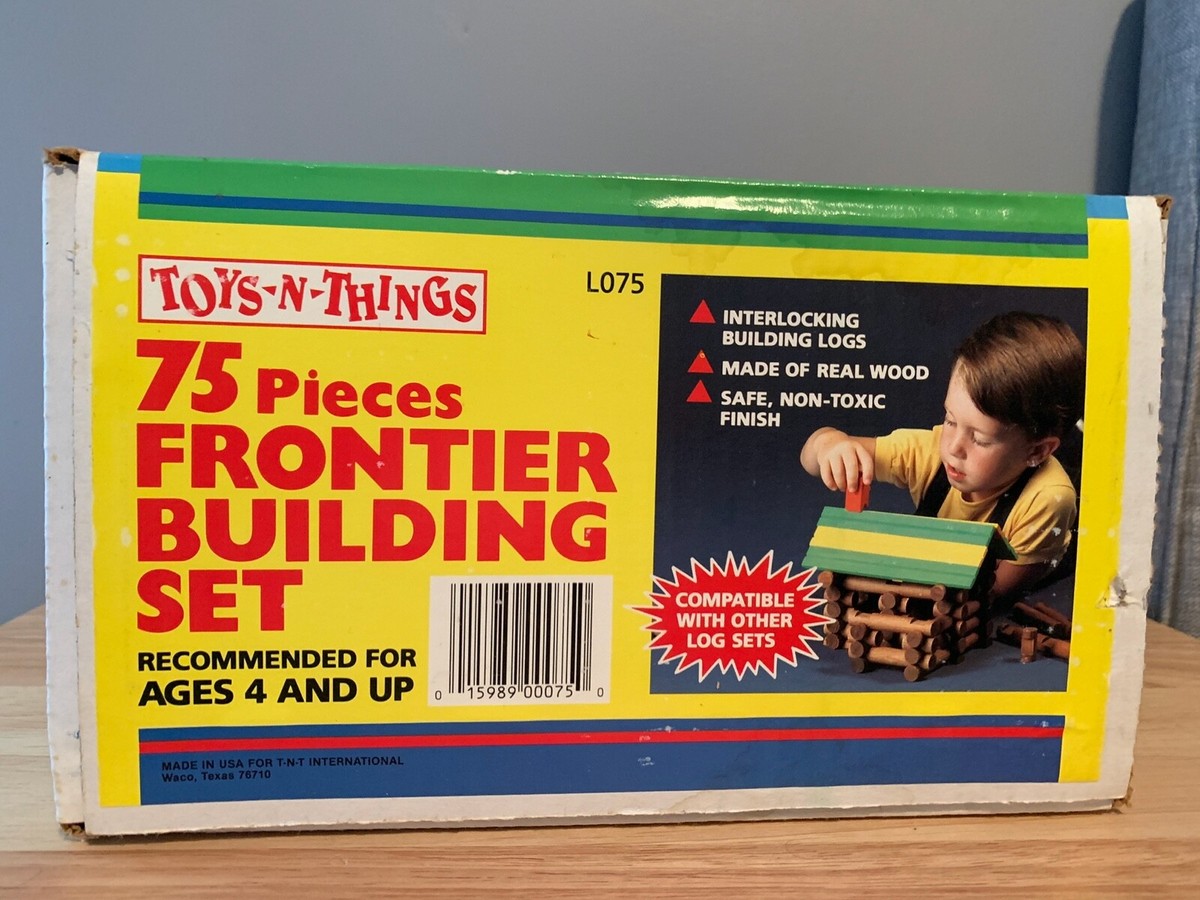 TOYS-N-THINGS
L075
75 Pieces
FRONTIER
BUILDING
SET
RECOMMENDED FOR
AGES 4 AND UP
0 15989 00075 0
INTERLOCKING
BUILDING LOGS
MADE OF REAL WOOD
SAFE, NON-TOXIC
FINISH
COMPATIBLE
WITH OTHER
LOG SETS
MADE IN USA FOR T-N-T INTERNATIONAL
Waco, Texas 76710